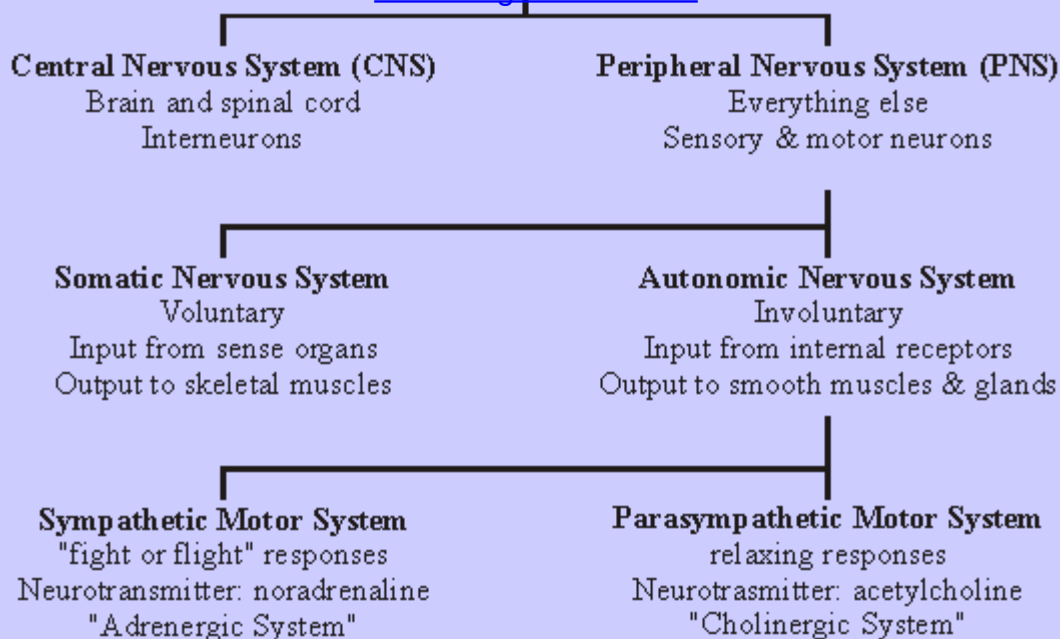 Central Nervous System (CNS)
Brain and spinal cord
Interneurons
Peripheral Nervous System (PNS)
Everything else
Sensory & motor neurons
Somatic Nervous System
Voluntary
Input from sense organs
Output to skeletal muscles
Autonomic Nervous System
Involuntary
Input from internal receptors
Output to smooth muscles & glands
Sympathetic Motor System
"fight or flight" responses
Neurotransmitter: noradrenaline
"Adrenergic System"
Parasympathetic Motor System
relaxing responses
Neurotrasmitter: acetylcholine
"Cholinergic System"